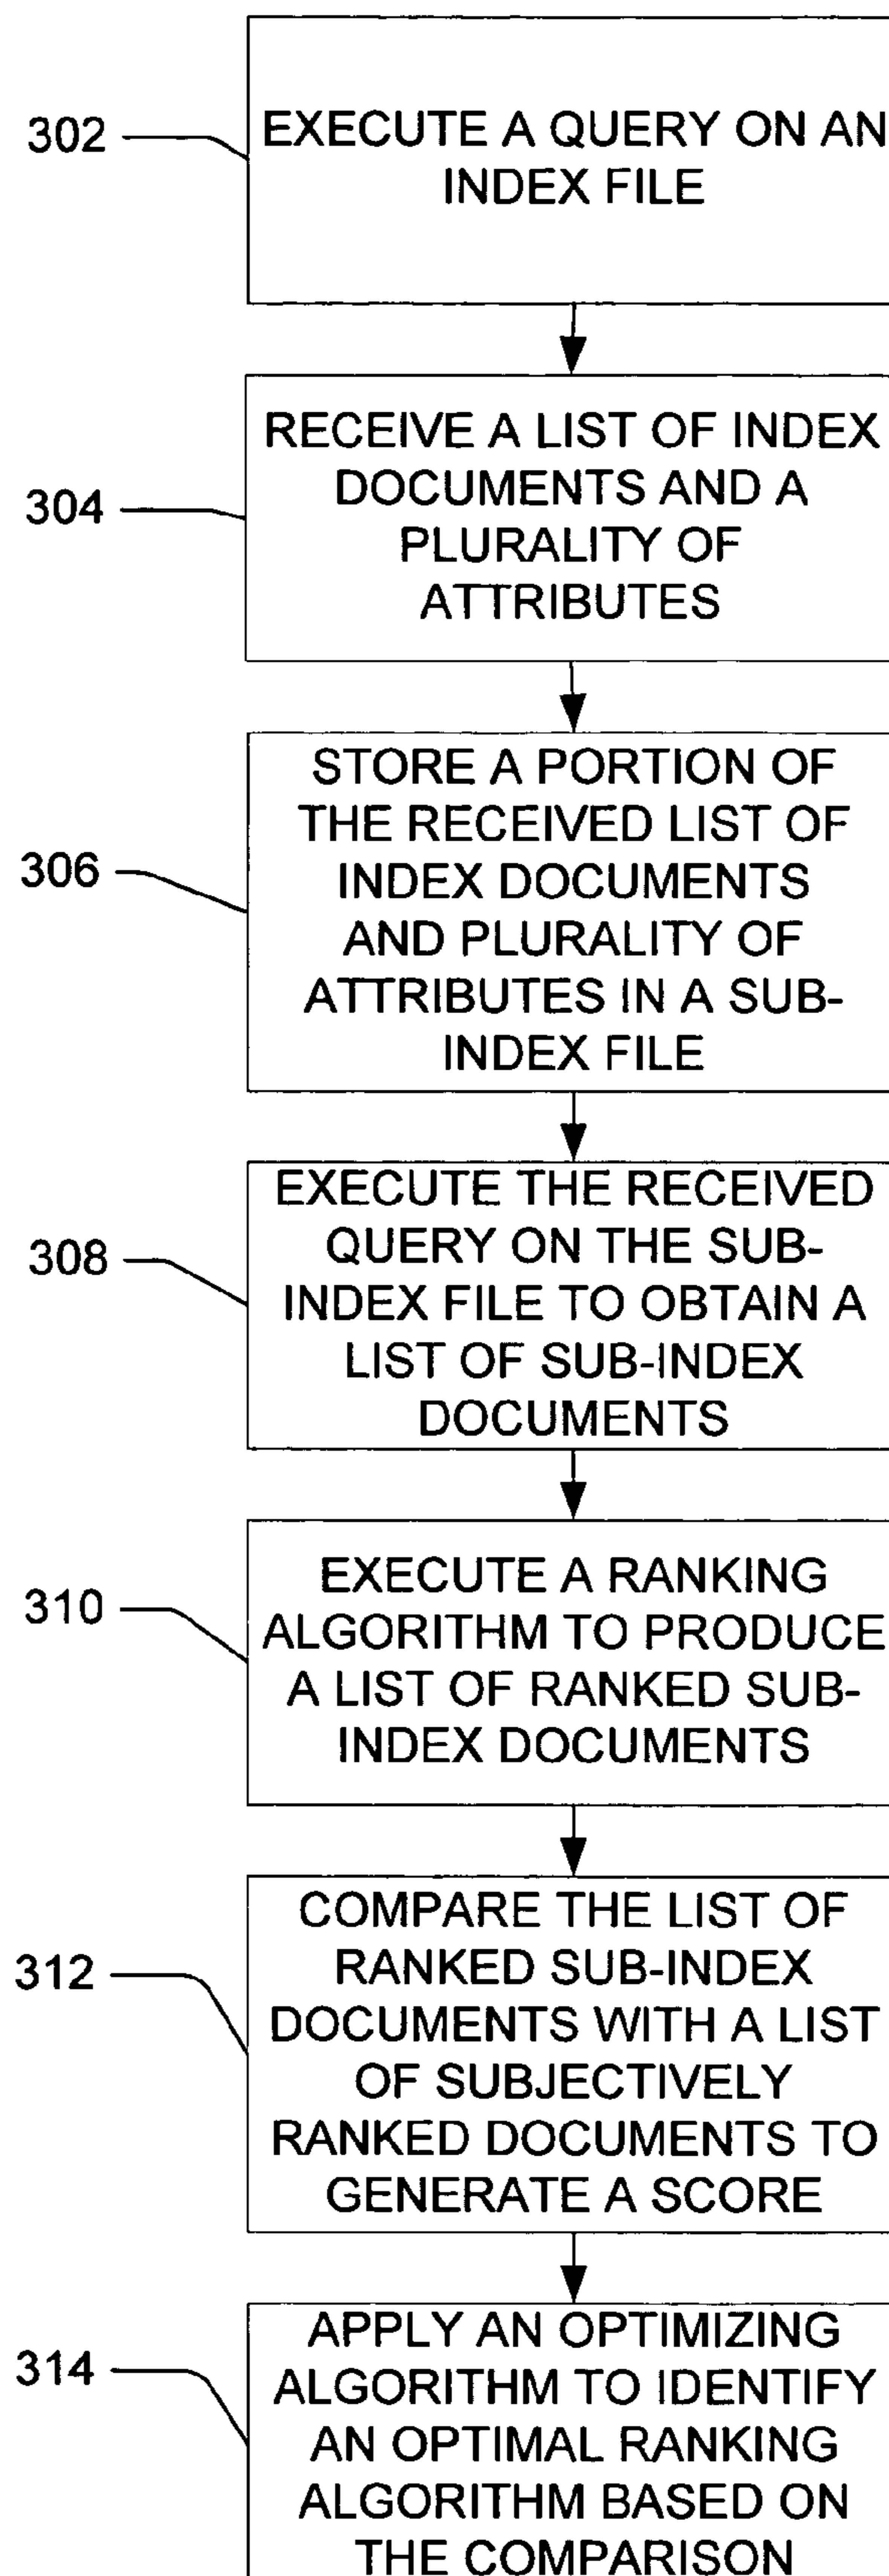 302
EXECUTE A QUERY ON AN
INDEX FILE
304
RECEIVE A LIST OF INDEX
DOCUMENTS AND A
PLURALITY OF
ATTRIBUTES
306
STORE A PORTION OF
THE RECEIVED LIST OF
INDEX DOCUMENTS
AND PLURALITY OF
ATTRIBUTES IN A SUB-
INDEX FILE
308
EXECUTE THE RECEIVED
QUERY ON THE SUB-
INDEX FILE TO OBTAIN A
LIST OF SUB-INDEX
DOCUMENTS
310
EXECUTE A RANKING
ALGORITHM TO PRODUCE
A LIST OF RANKED SUB-
INDEX DOCUMENTS
312
COMPARE THE LIST OF
RANKED SUB-INDEX
DOCUMENTS WITH A LIST
OF SUBJECTIVELY
RANKED DOCUMENTS TO
GENERATE A SCORE
314
APPLY AN OPTIMIZING
ALGORITHM TO IDENTIFY
AN OPTIMAL RANKING
ALGORITHM BASED ON
THE COMPARISON